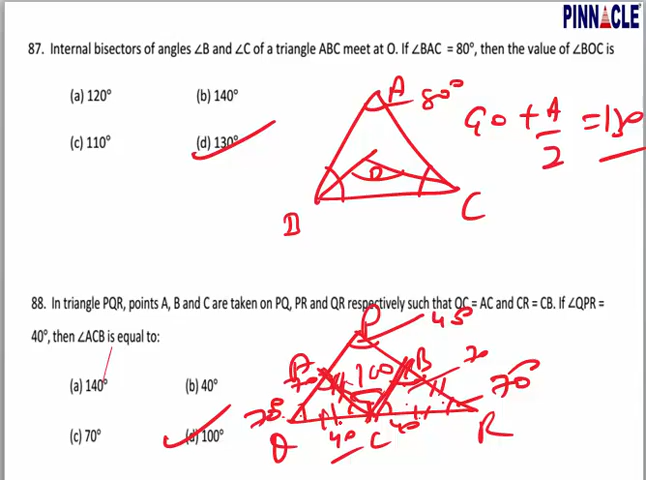 PINNACLE
87. Internal bisectors of angles ∠B and ∠C of a triangle ABC meet at O. If ∠BAC = 80°, then the value of ∠BOC is
(a) 120° (b) 140°
(c) 110° (d) 130°
A 80°
90 + A/2 = 130
O
B C
88. In triangle PQR, points A, B and C are taken on PQ, PR and QR respectively such that QC = AC and CR = CB. If ∠QPR =
40°, then ∠ACB is equal to:
(a) 140° (b) 40°
(c) 70° (d) 100°
P
A B
70 100 70
70° 70°
40 C 40
Q R